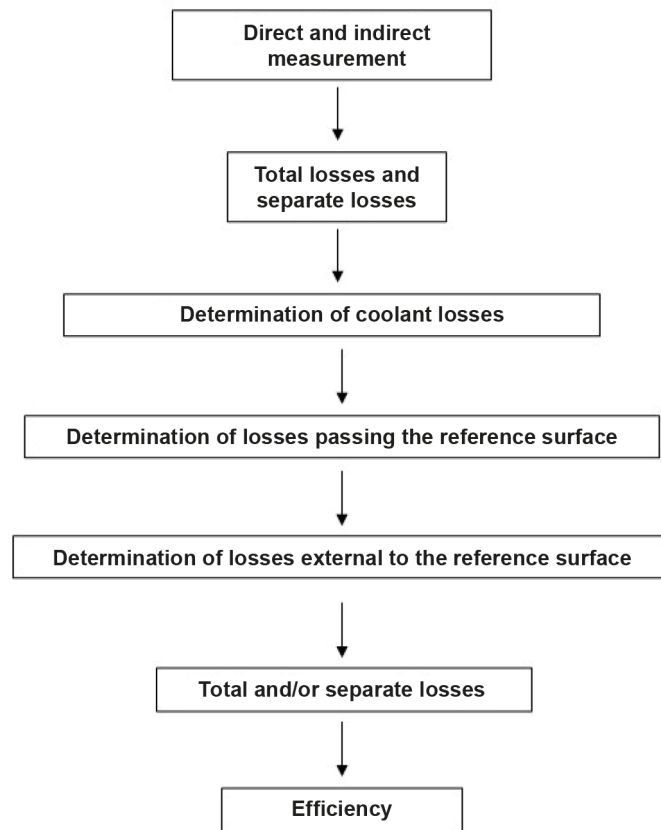 Direct and indirect
measurement
Total losses and
separate losses
Determination of coolant losses
Determination of losses passing the reference surface
Determination of losses external to the reference surface
Total and/or separate losses
Efficiency